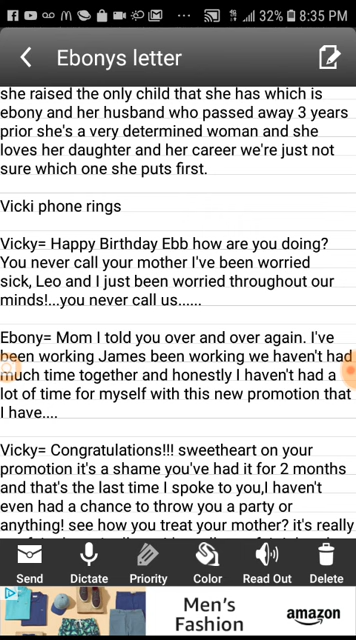 32% 8:35 PM
Ebonys letter
she raised the only child that she has which is
ebony and her husband who passed away 3 years
prior she's a very determined woman and she
loves her daughter and her career we're just not
sure which one she puts first.
Vicki phone rings
Vicky= Happy Birthday Ebb how are you doing?
You never call your mother I've been worried
sick, Leo and I just been worried throughout our
minds!...you never call us......
Ebony= Mom I told you over and over again. I've
been working James been working we haven't had
much time together and honestly I haven't had a
lot of time for myself with this new promotion that
I have....
Vicky= Congratulations!!! sweetheart on your
promotion it's a shame you've had it for 2 months
and that's the last time I spoke to you,I haven't
even had a chance to throw you a party or
anything! see how you treat your mother? it's really
Send Dictate Priority Color Read Out Delete
Men's
Fashion
amazon